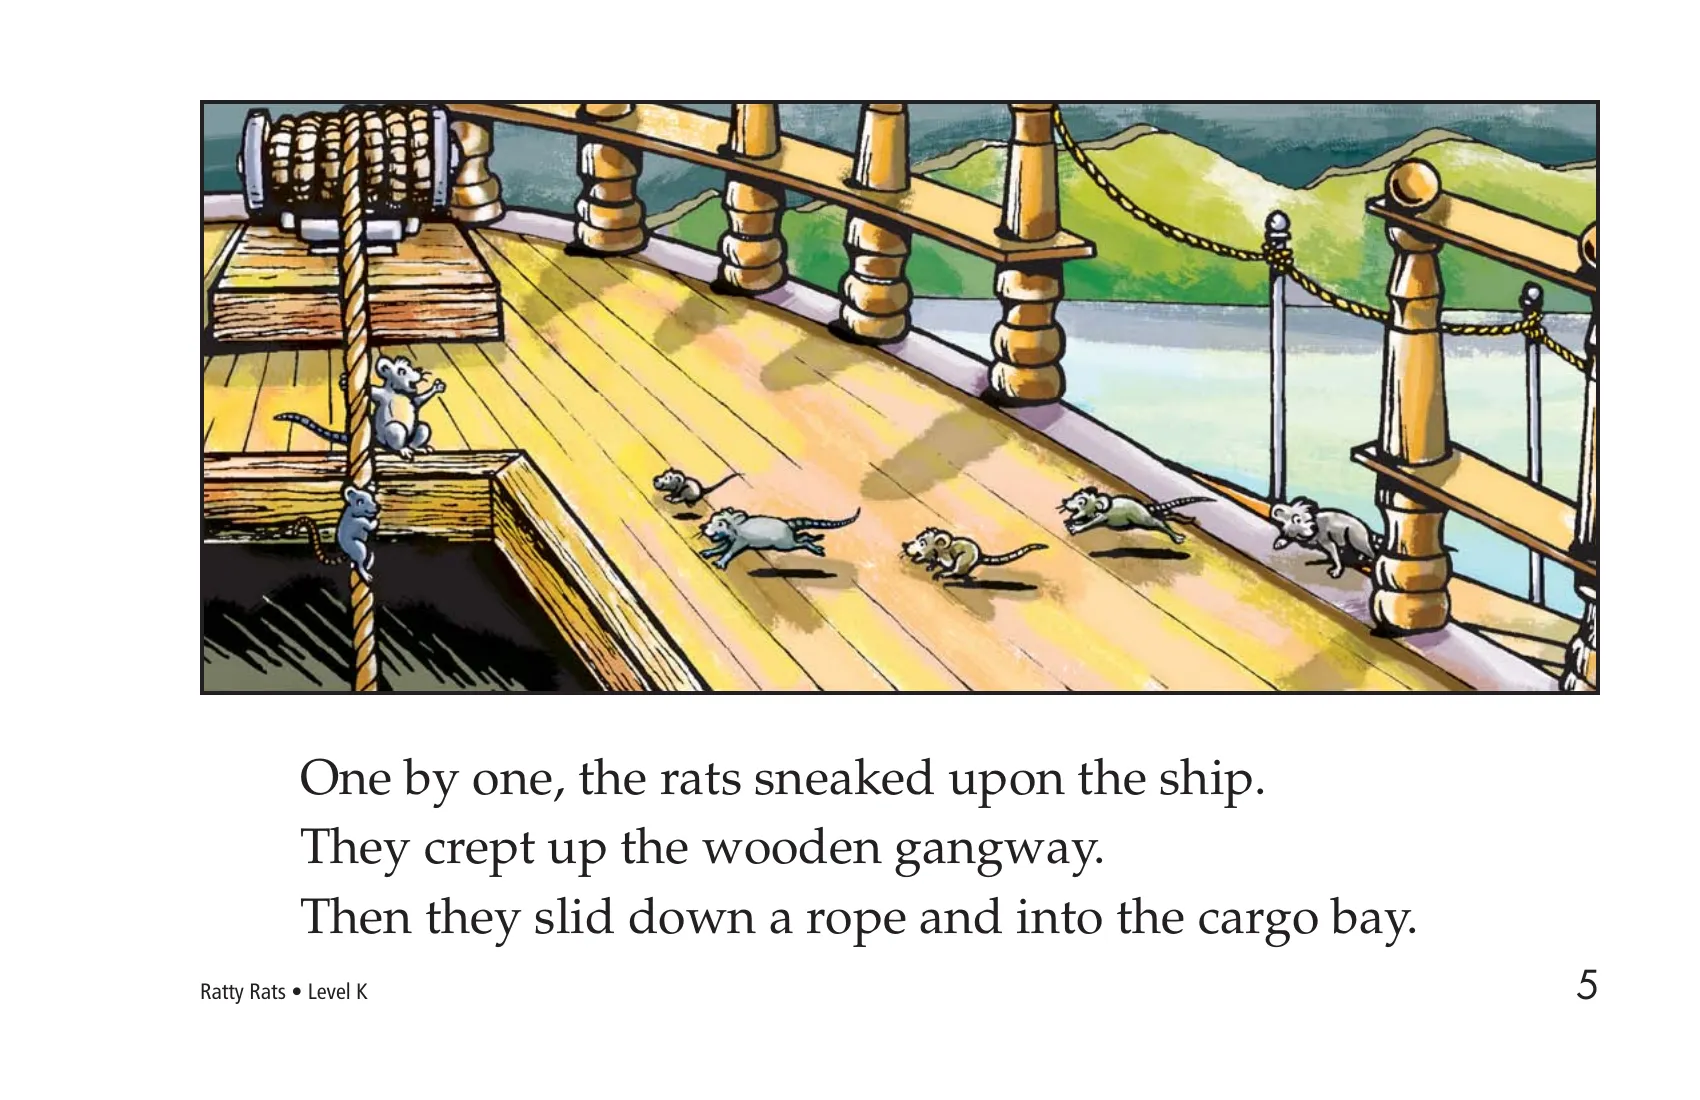 One by one, the rats sneaked upon the ship.
They crept up the wooden gangway.
Then they slid down a rope and into the cargo bay.
Ratty Rats • Level K
5